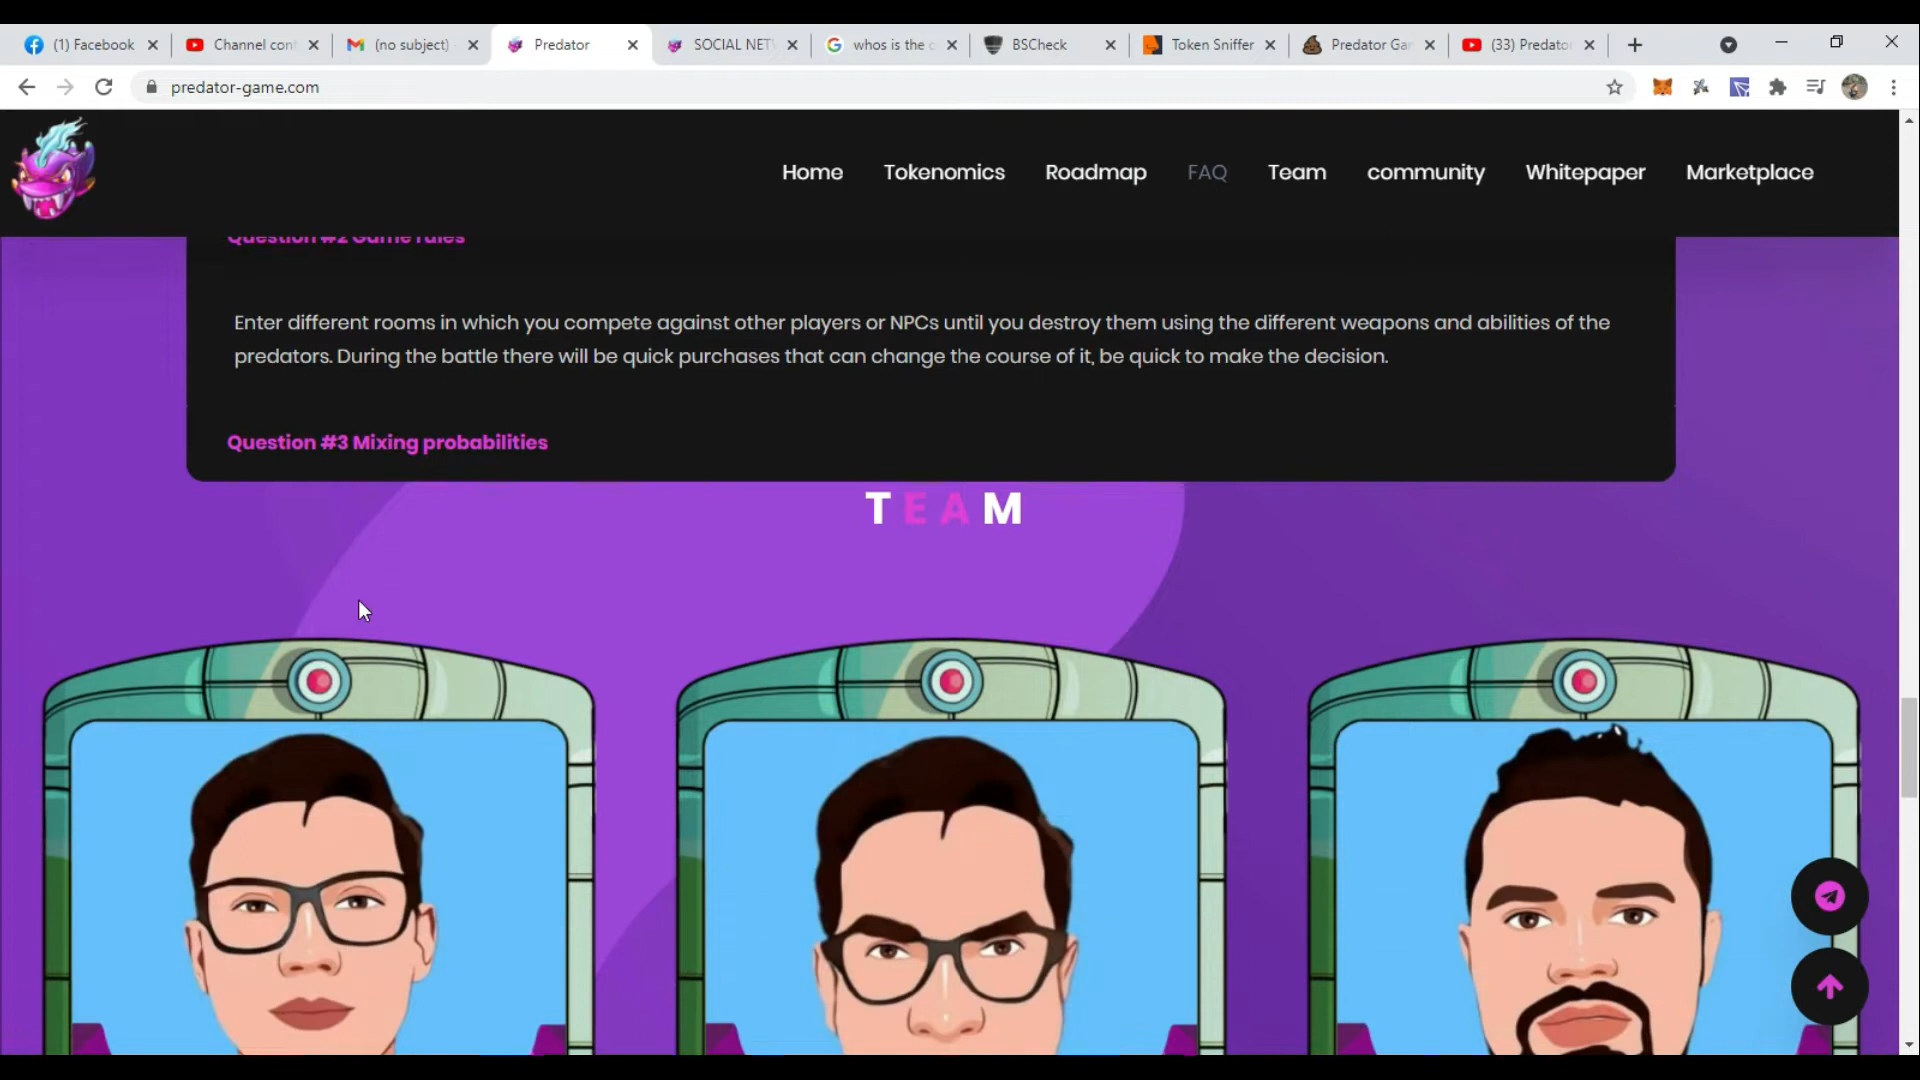 (1) Facebook
Channel con
(no subject)
Predator
SOCIAL NET
whos is the
BSCheck
Token Sniffer
Predator Ga
(33) Predato
predator-game.com
Home
Tokenomics
Roadmap
FAQ
Team
community
Whitepaper
Marketplace
Question #2 Game rules
Enter different rooms in which you compete against other players or NPCs until you destroy them using the different weapons and abilities of the
predators. During the battle there will be quick purchases that can change the course of it, be quick to make the decision.
Question #3 Mixing probabilities
TEAM